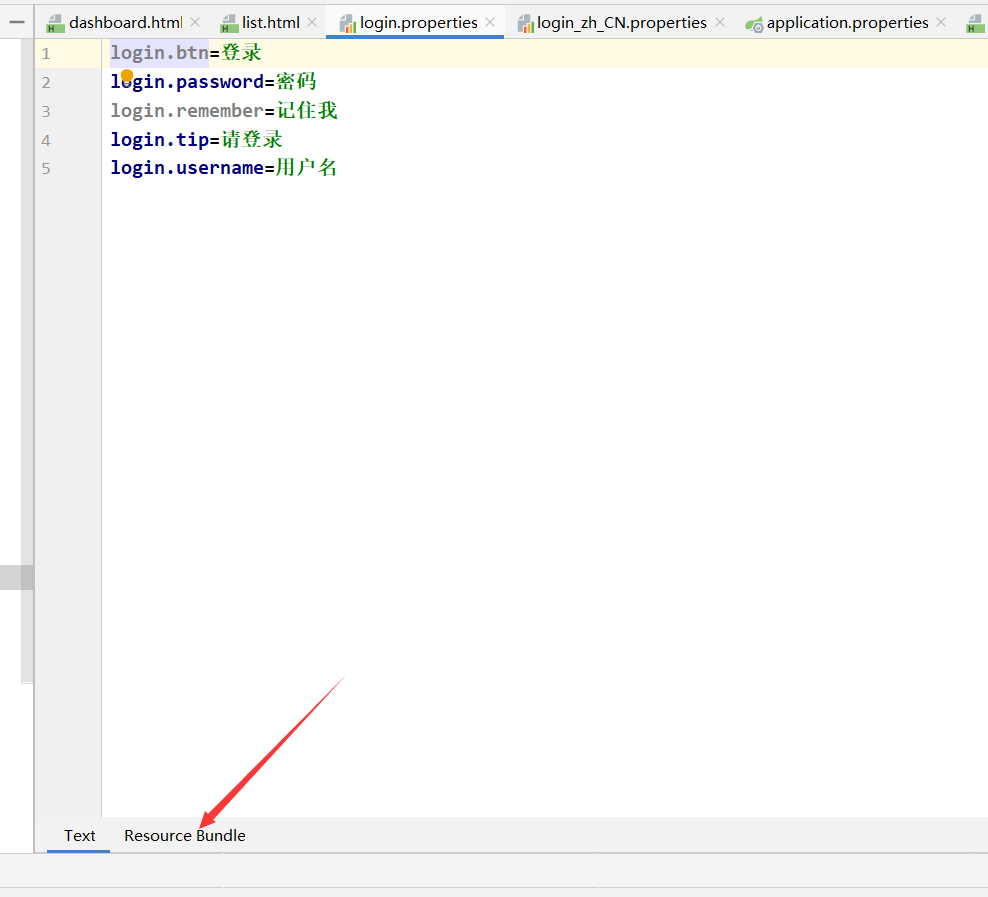 dashboard.html list.html login.properties login_zh_CN.properties application.properties
1 login.btn=登录
2 login.password=密码
3 login.remember=记住我
4 login.tip=请登录
5 login.username=用户名
Text Resource Bundle